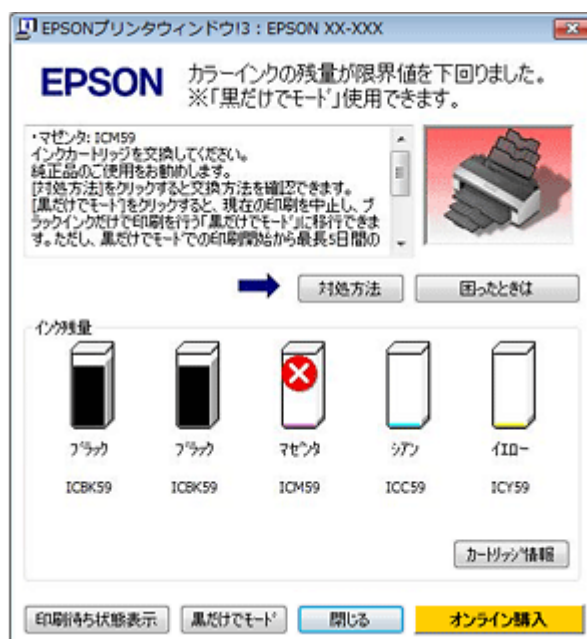 EPSONプリンタウィンドウ!3 : EPSON XX-XXX
EPSON
カラーインクの残量が限界値を下回りました。
※「黒だけでモード」使用できます。
・マゼンタ: ICM59
インクカートリッジを交換してください。
純正品のご使用をお勧めします。
[対処方法]をクリックすると交換方法を確認できます。
[黒だけでモード]をクリックすると、現在の印刷を中止し、ブ
ラックインクだけで印刷を行う「黒だけでモード」に移行できま
す。ただし、黒だけでモードでの印刷開始から最長5日間の
対処方法
困ったときは
インク残量
ブラック ブラック マゼンタ シアン イエロー
ICBK59 ICBK59 ICM59 ICC59 ICY59
カートリッジ情報
印刷待ち状態表示
黒だけでモード
閉じる
オンライン購入